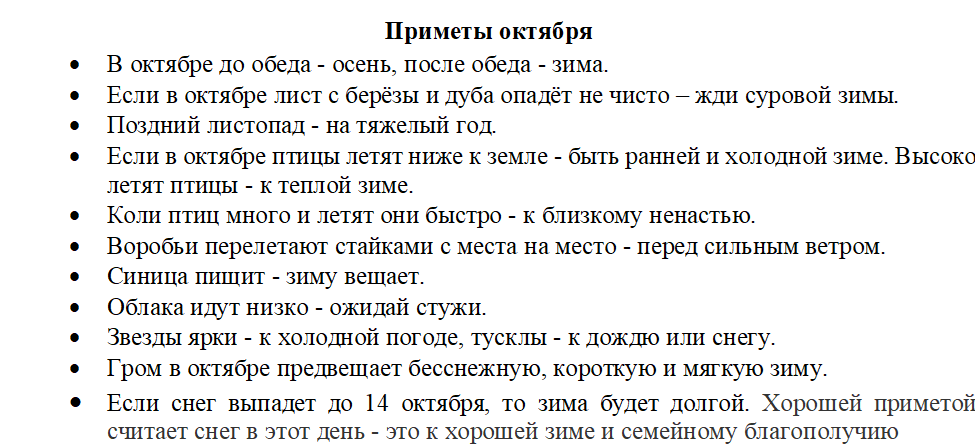 Приметы октября
• В октябре до обеда - осень, после обеда - зима.
• Если в октябре лист с берёзы и дуба опадёт не чисто – жди суровой зимы.
• Поздний листопад - на тяжелый год.
• Если в октябре птицы летят ниже к земле - быть ранней и холодной зиме. Высоко
летят птицы - к теплой зиме.
• Коли птиц много и летят они быстро - к близкому ненастью.
• Воробьи перелетают стайками с места на место - перед сильным ветром.
• Синица пищит - зиму вещает.
• Облака идут низко - ожидай стужи.
• Звезды ярки - к холодной погоде, тусклы - к дождю или снегу.
• Гром в октябре предвещает бесснежную, короткую и мягкую зиму.
• Если снег выпадет до 14 октября, то зима будет долгой. Хорошей приметой
считает снег в этот день - это к хорошей зиме и семейному благополучию